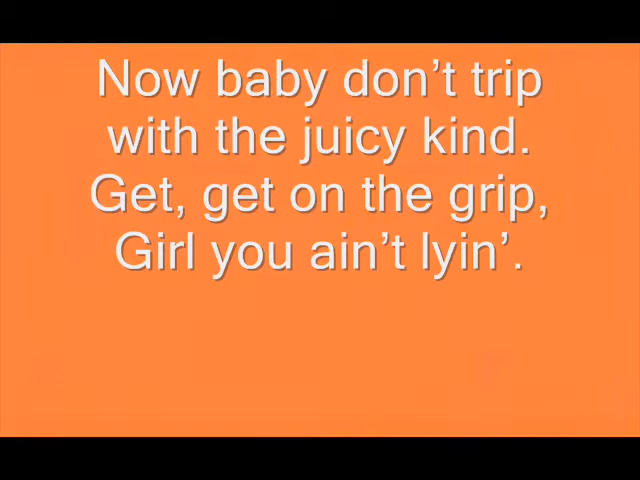 Now baby don’t trip
with the juicy kind.
Get, get on the grip,
Girl you ain’t lyin’.